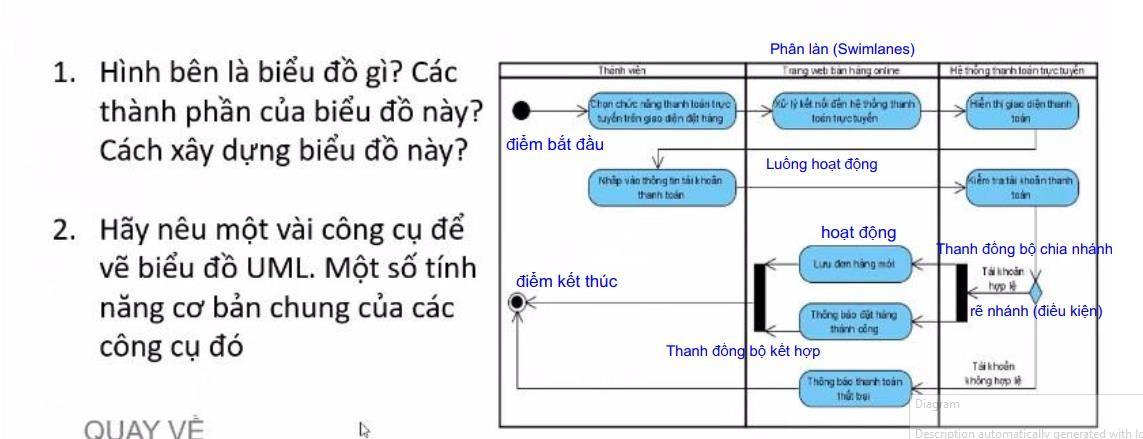 1. Hình bên là biểu đồ gì? Các
thành phần của biểu đồ này?
Cách xây dựng biểu đồ này?
2. Hãy nêu một vài công cụ để
vẽ biểu đồ UML. Một số tính
năng cơ bản chung của các
công cụ đó
QUAY VỀ
Phân làn (Swimlanes)
Thành viên
Trang web bán hàng online
Hệ thống thanh toán trực tuyến
Chọn chức năng thanh toán trực
tuyến trên giao diện đặt hàng
Xử lý kết nối đến hệ thống thanh
toán trực tuyến
Hiển thị giao diện thanh
toán
điểm bắt đầu
Luồng hoạt động
Nhập vào thông tin tài khoản
thanh toán
Kiểm tra tài khoản thanh
toán
hoạt động
Thanh đồng bộ chia nhánh
Lưu đơn hàng mới
Tài khoản
hợp lệ
điểm kết thúc
rẽ nhánh (điều kiện)
Thông báo đặt hàng
thành công
Thanh đồng bộ kết hợp
Tài khoản
không hợp lệ
Thông báo thanh toán
thất bại
Diagram
Description automatically generated with lo